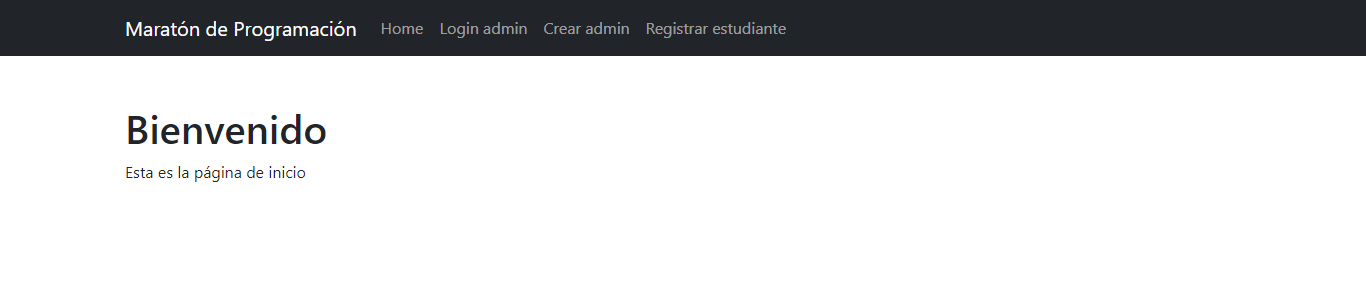 Maratón de Programación Home Login admin Crear admin Registrar estudiante
Bienvenido
Esta es la página de inicio